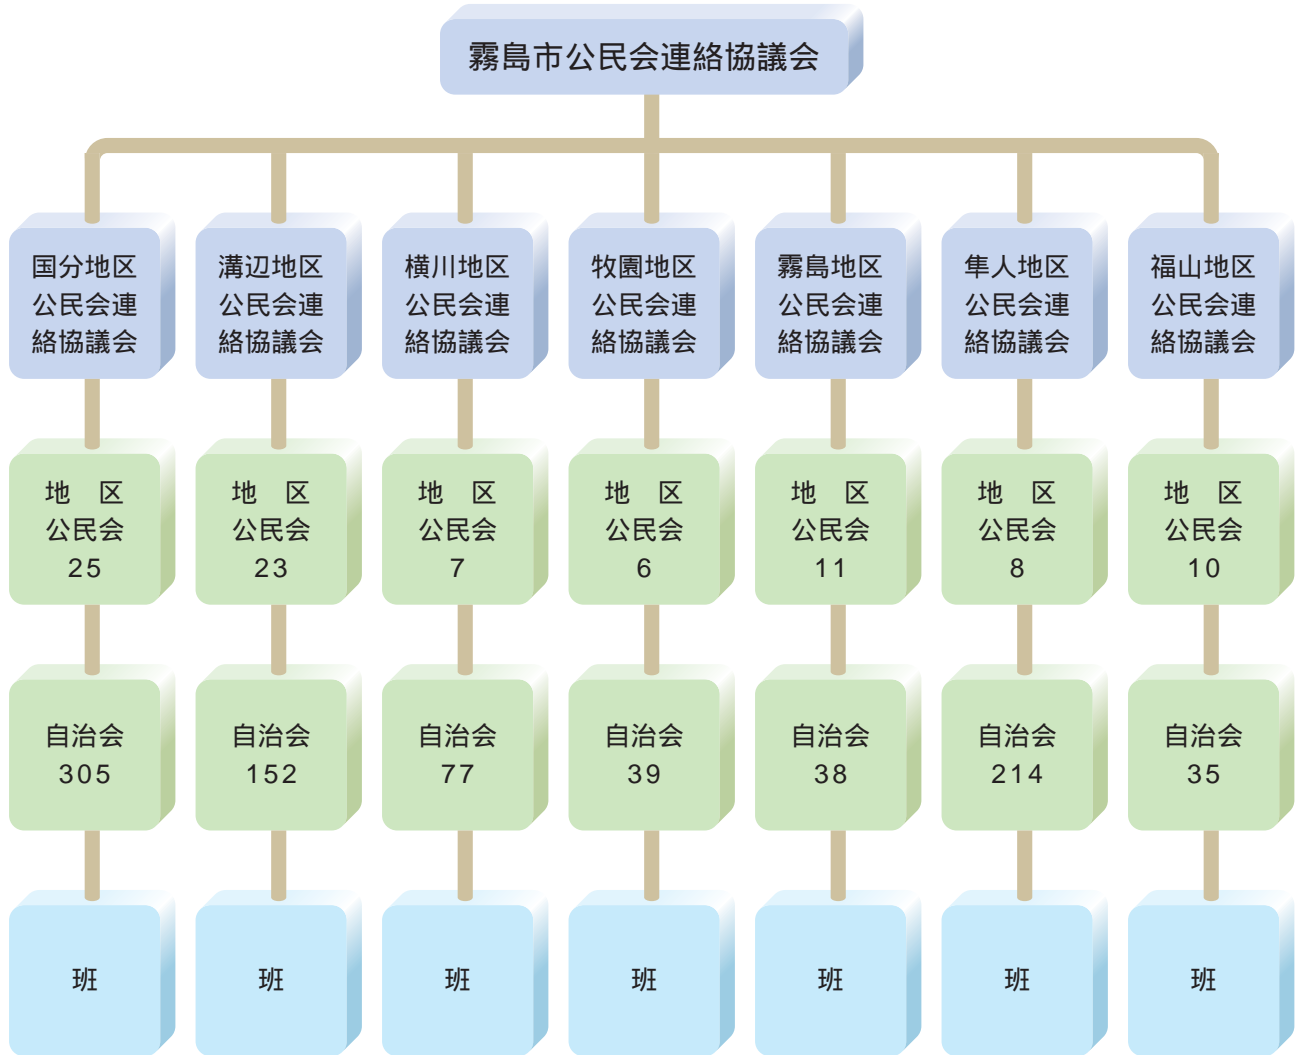 霧島市公民会連絡協議会
国分地区
公民会連
絡協議会
溝辺地区
公民会連
絡協議会
横川地区
公民会連
絡協議会
牧園地区
公民会連
絡協議会
霧島地区
公民会連
絡協議会
隼人地区
公民会連
絡協議会
福山地区
公民会連
絡協議会
地　区
公民会
25
地　区
公民会
23
地　区
公民会
7
地　区
公民会
6
地　区
公民会
11
地　区
公民会
8
地　区
公民会
10
自治会
305
自治会
152
自治会
77
自治会
39
自治会
38
自治会
214
自治会
35
班
班
班
班
班
班
班